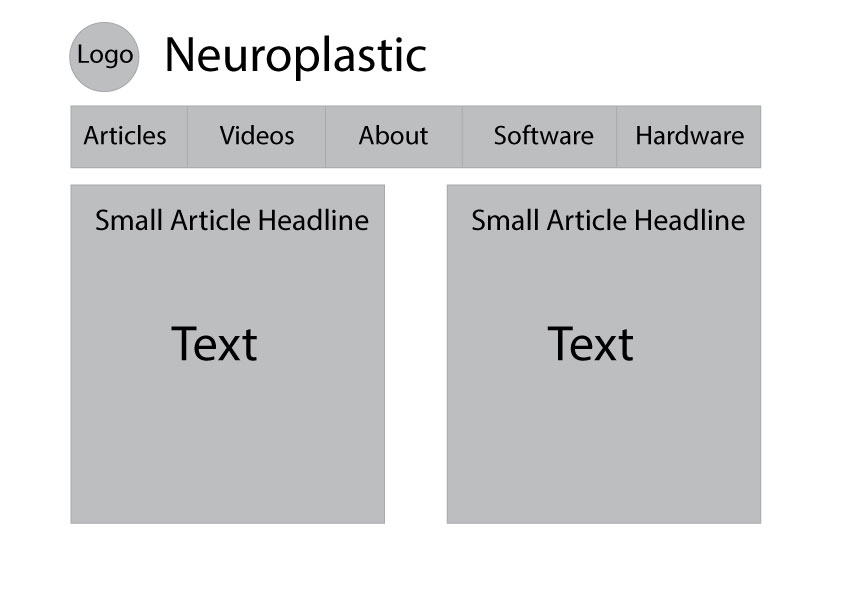 Logo
Neuroplastic
Articles Videos About Software Hardware
Small Article Headline
Text
Small Article Headline
Text